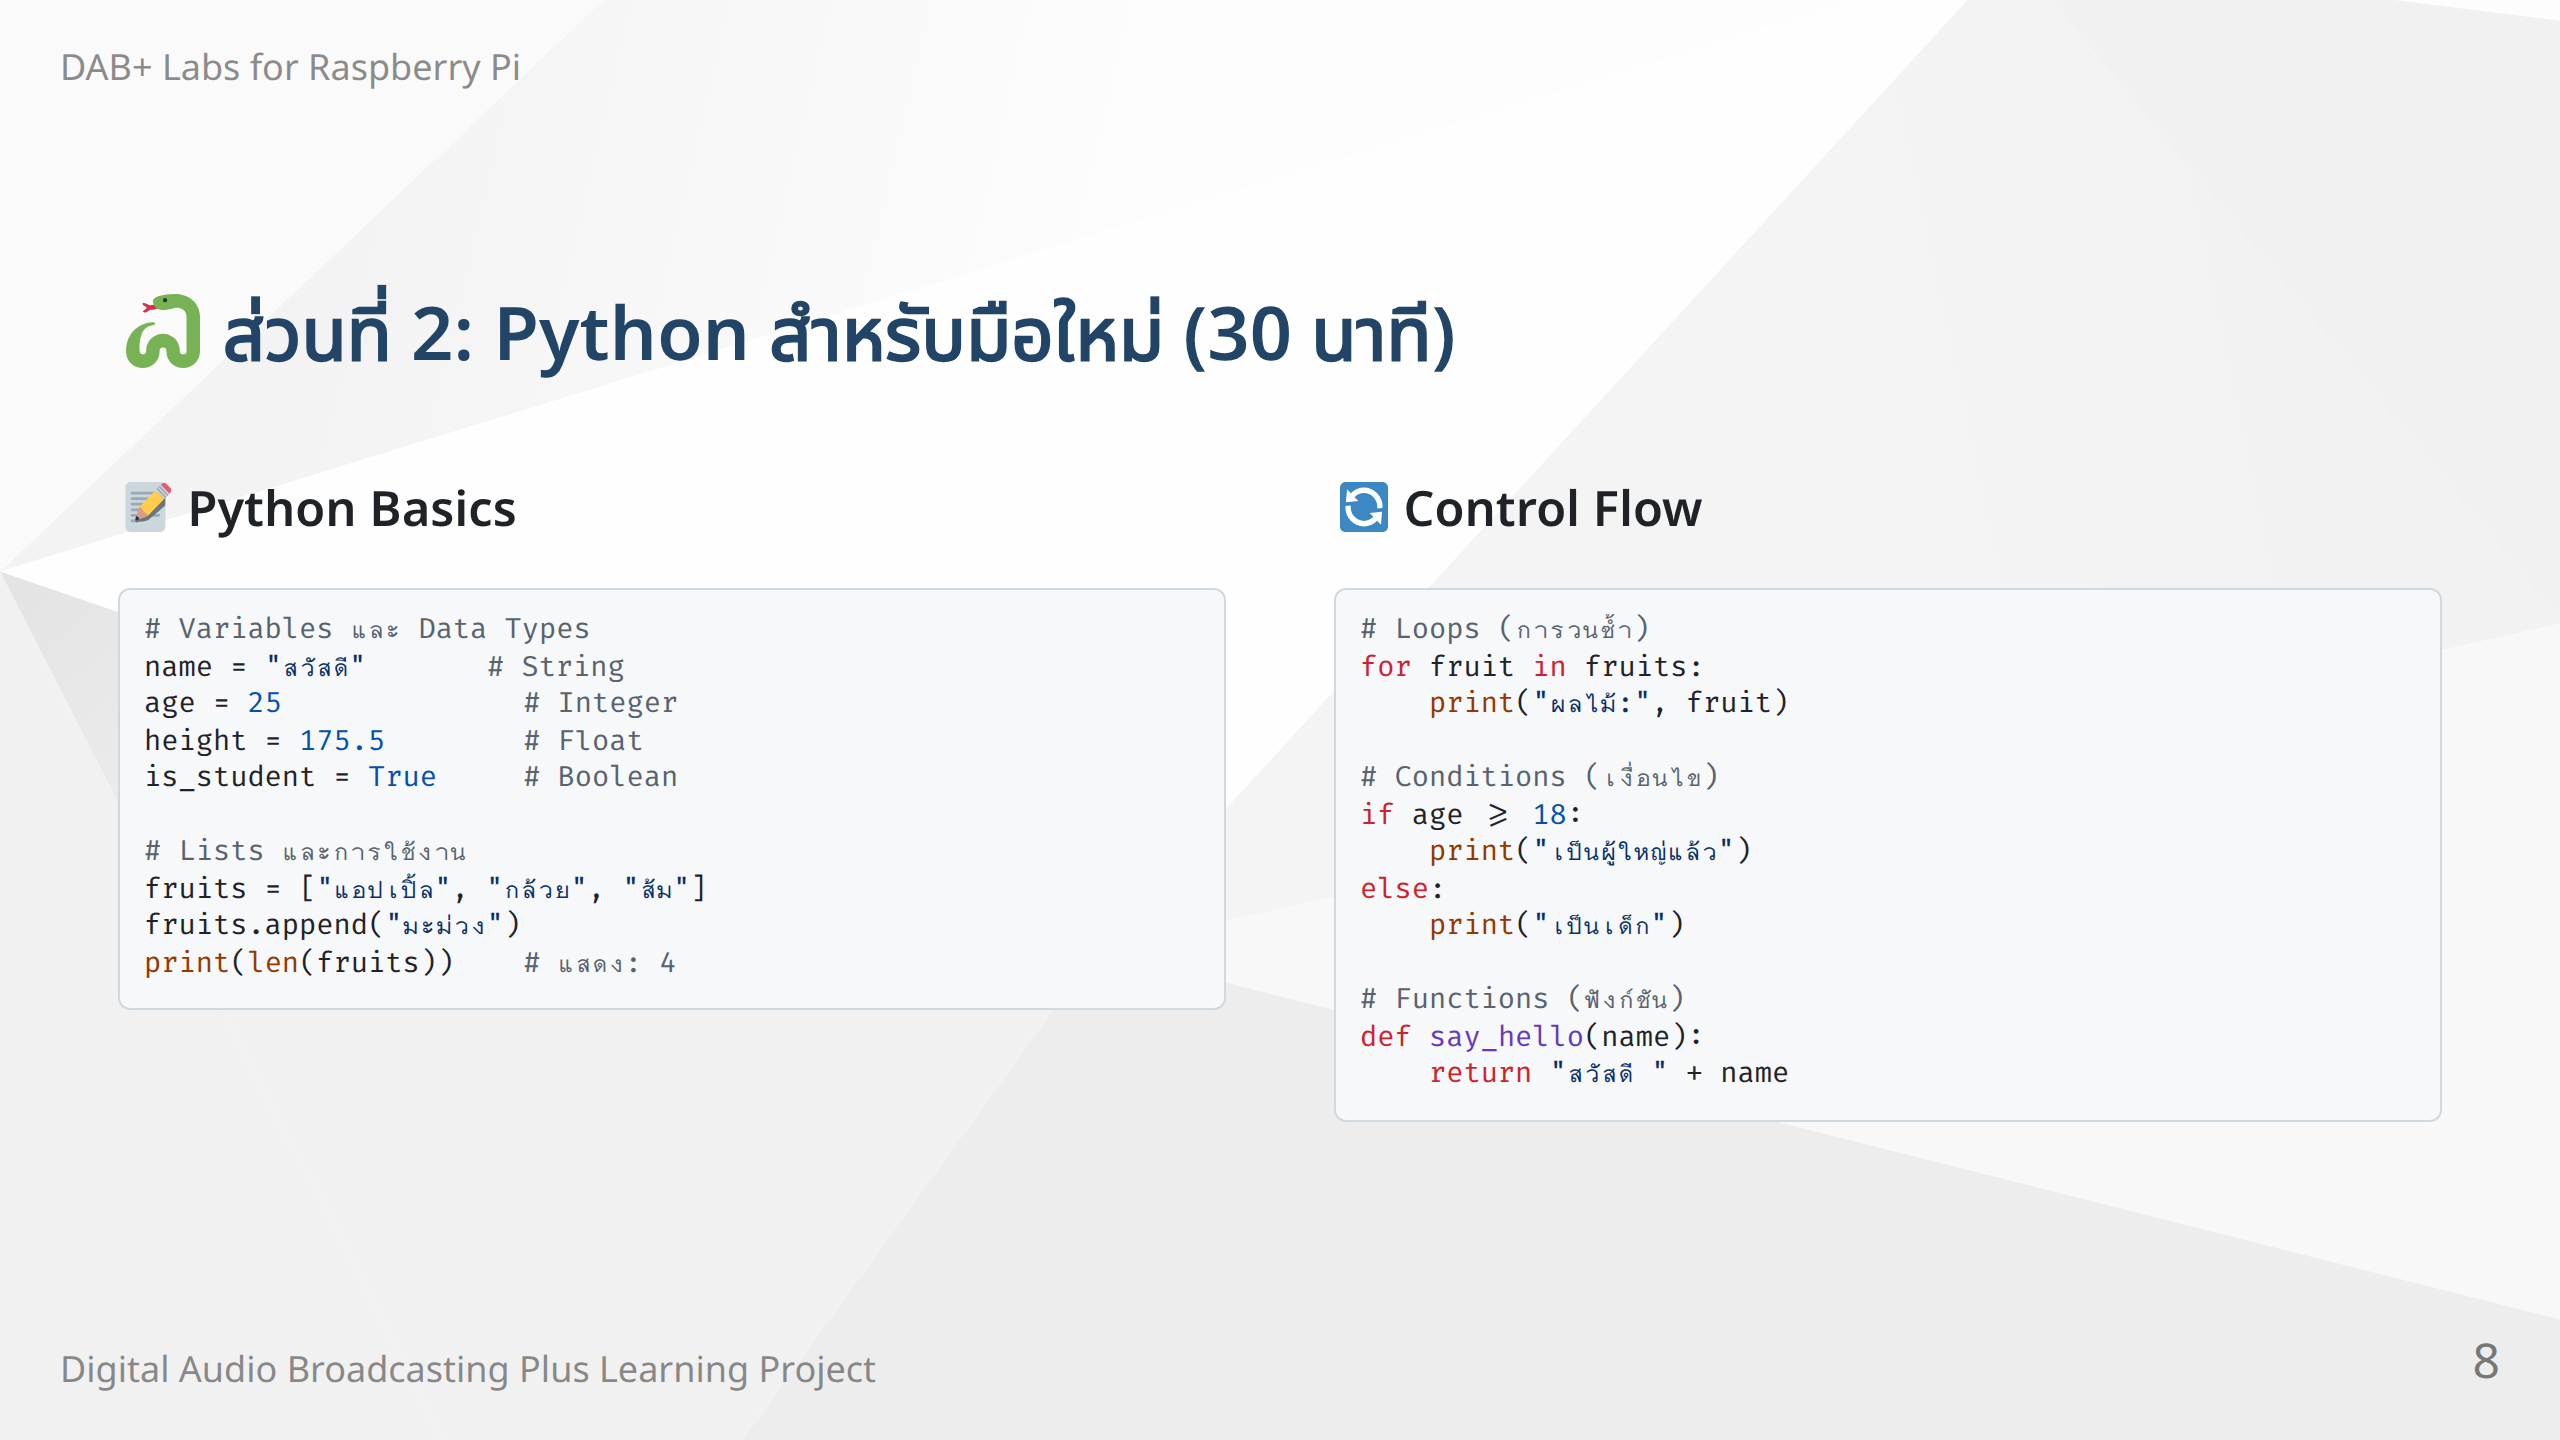 DAB+ Labs for Raspberry Pi
🐍 ส่วนที่ 2: Python สำหรับมือใหม่ (30 นาที)
📝 Python Basics
# Variables และ Data Types
name = "สวัสดี"       # String
age = 25              # Integer
height = 175.5        # Float
is_student = True     # Boolean

# Lists และการใช้งาน
fruits = ["แอปเปิ้ล", "กล้วย", "ส้ม"]
fruits.append("มะม่วง")
print(len(fruits))    # แสดง: 4
🔄 Control Flow
# Loops (การวนซ้ำ)
for fruit in fruits:
    print("ผลไม้:", fruit)

# Conditions (เงื่อนไข)
if age >= 18:
    print("เป็นผู้ใหญ่แล้ว")
else:
    print("เป็นเด็ก")

# Functions (ฟังก์ชัน)
def say_hello(name):
    return "สวัสดี " + name
Digital Audio Broadcasting Plus Learning Project
8